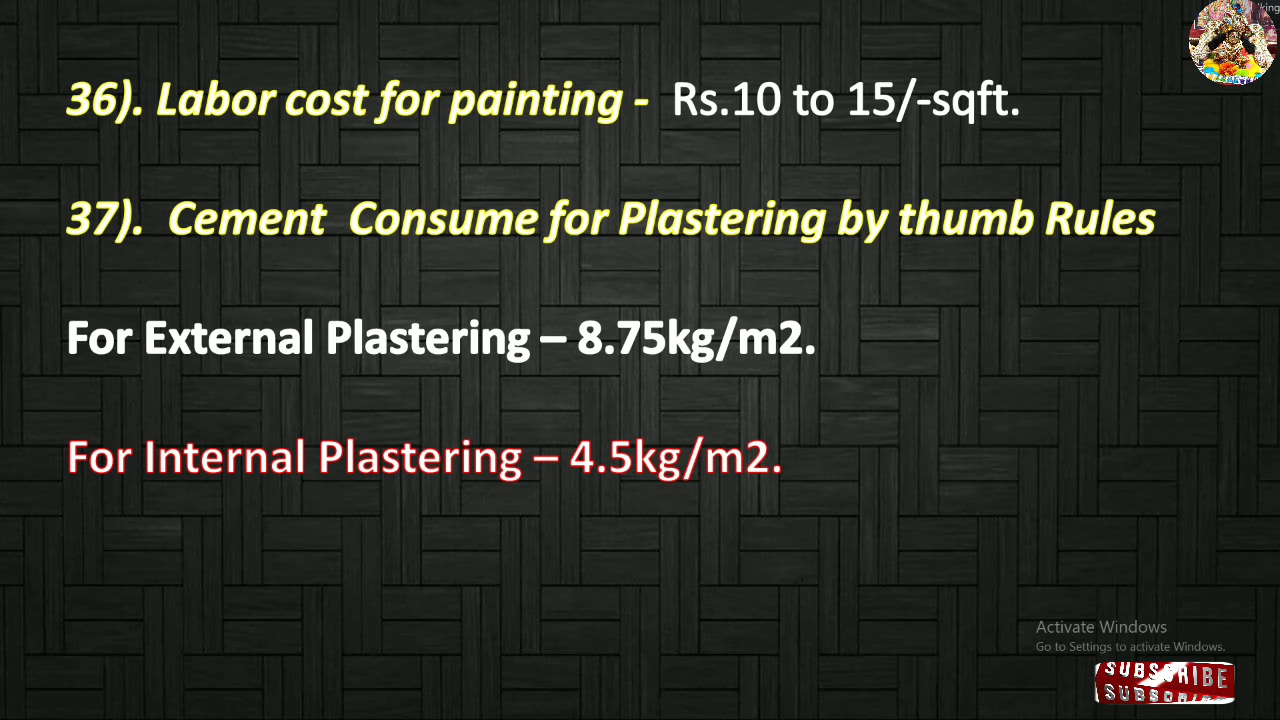 36). Labor cost for painting - Rs.10 to 15/-sqft.
37). Cement Consume for Plastering by thumb Rules
For External Plastering – 8.75kg/m2.
For Internal Plastering – 4.5kg/m2.
Activate Windows
Go to Settings to activate Windows.
SUBSCRIBE